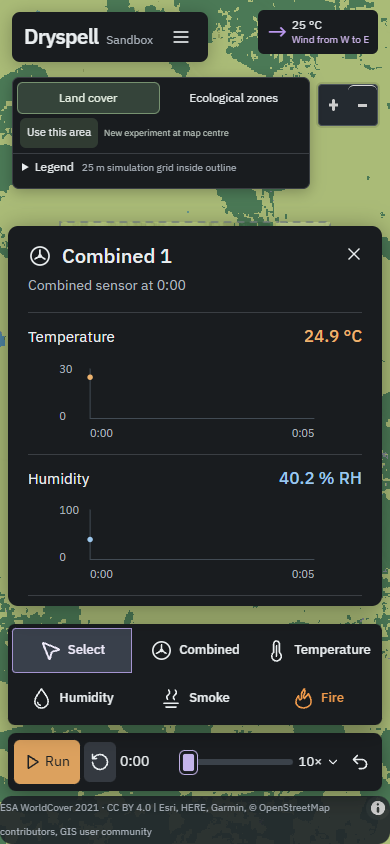 Dryspell Sandbox
25 °C
Wind from W to E
Land cover Ecological zones
Use this area New experiment at map centre
Legend 25 m simulation grid inside outline
Combined 1
Combined sensor at 0:00
Temperature 24.9 °C
30
0
0:00 0:05
Humidity 40.2 % RH
100
0
0:00 0:05
Select Combined Temperature
Humidity Smoke Fire
Run 0:00 10×
ESA WorldCover 2021 · CC BY 4.0 | Esri, HERE, Garmin, © OpenStreetMap
contributors, GIS user community